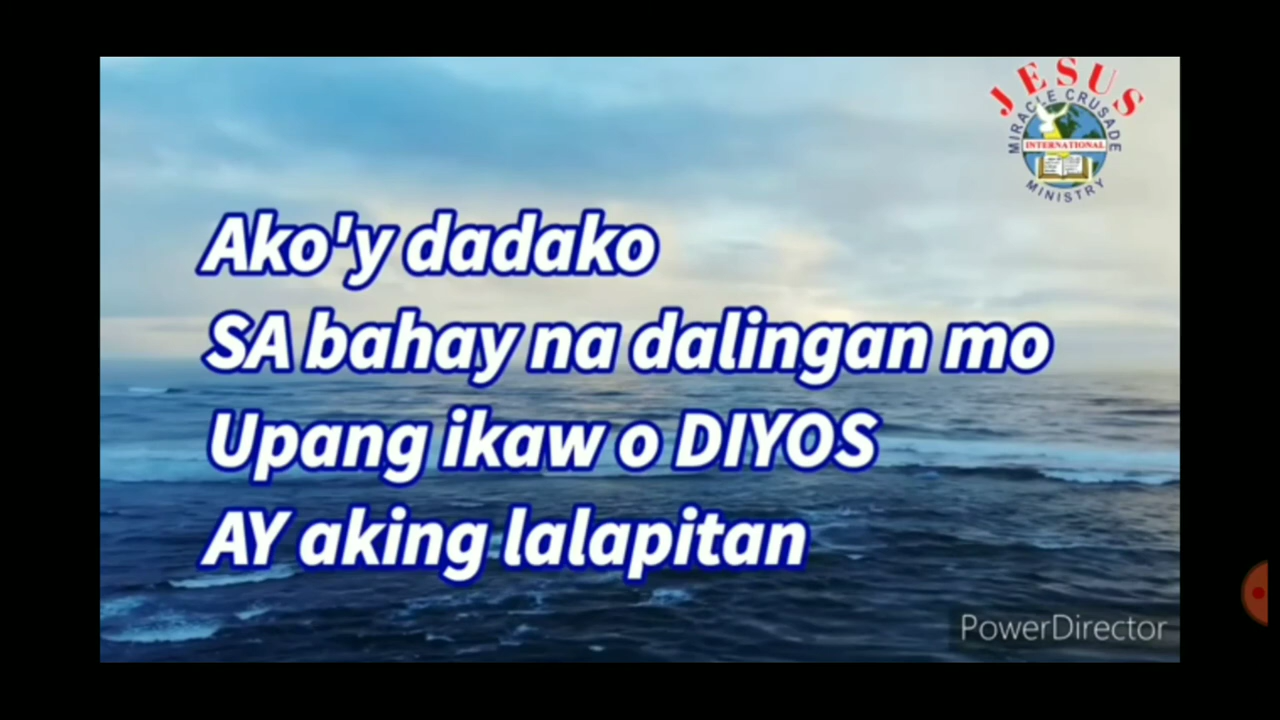 JESUS
MIRACLE CRUSADE
INTERNATIONAL
MINISTRY
Ako'y dadako
SA bahay na dalingan mo
Upang ikaw o DIYOS
AY aking lalapitan
PowerDirector